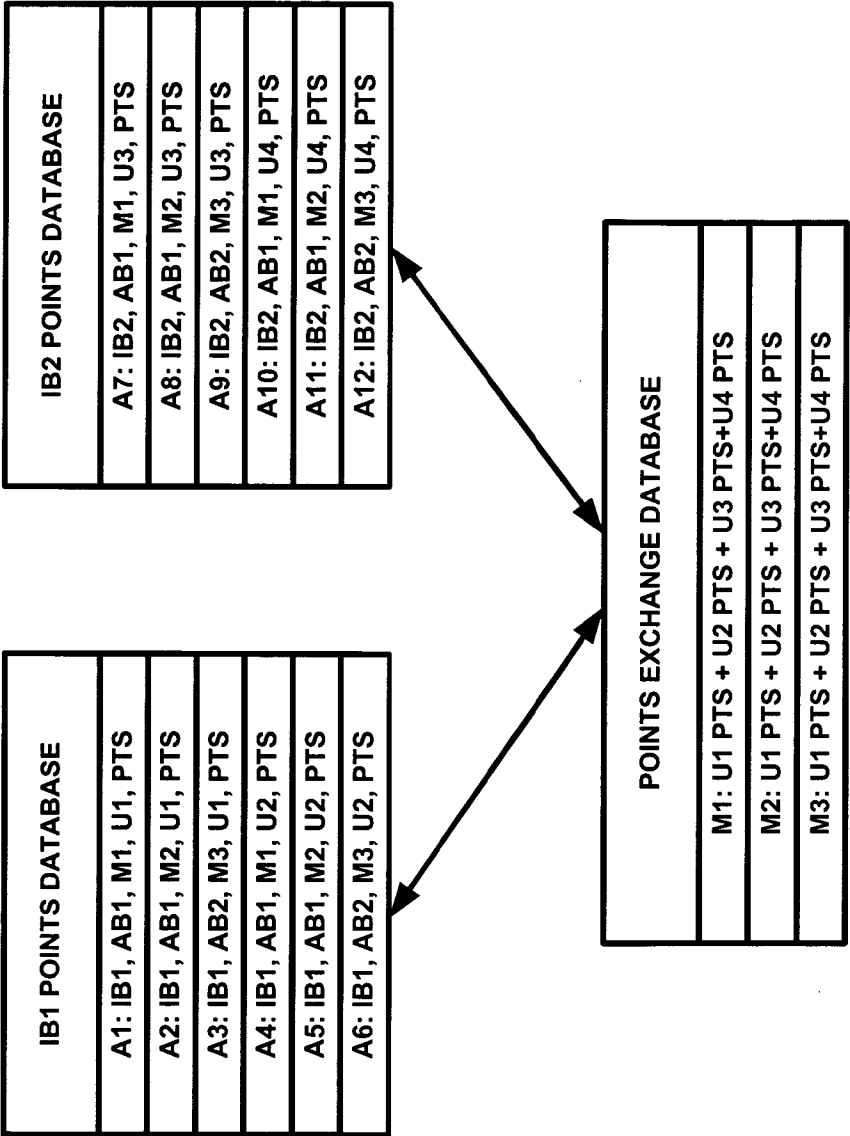 IB1 POINTS DATABASE
A1: IB1, AB1, M1, U1, PTS
A2: IB1, AB1, M2, U1, PTS
A3: IB1, AB2, M3, U1, PTS
A4: IB1, AB1, M1, U2, PTS
A5: IB1, AB1, M2, U2, PTS
A6: IB1, AB2, M3, U2, PTS
IB2 POINTS DATABASE
A7: IB2, AB1, M1, U3, PTS
A8: IB2, AB1, M2, U3, PTS
A9: IB2, AB2, M3, U3, PTS
A10: IB2, AB1, M1, U4, PTS
A11: IB2, AB1, M2, U4, PTS
A12: IB2, AB2, M3, U4, PTS
POINTS EXCHANGE DATABASE
M1: U1 PTS + U2 PTS + U3 PTS+U4 PTS
M2: U1 PTS + U2 PTS + U3 PTS+U4 PTS
M3: U1 PTS + U2 PTS + U3 PTS+U4 PTS